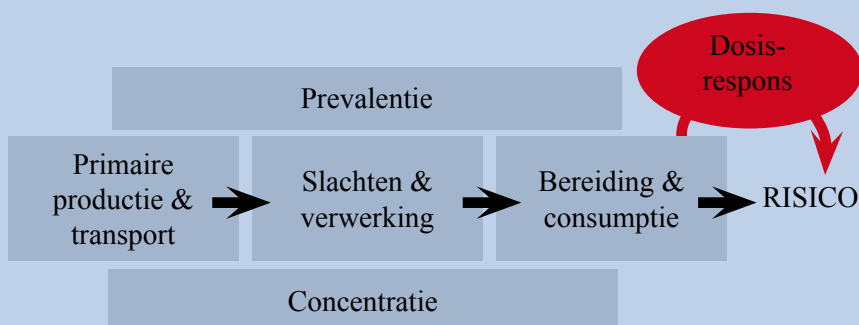 Dosis-
respons
Prevalentie
Primaire
productie &
transport
Slachten &
verwerking
Bereiding &
consumptie
RISICO
Concentratie